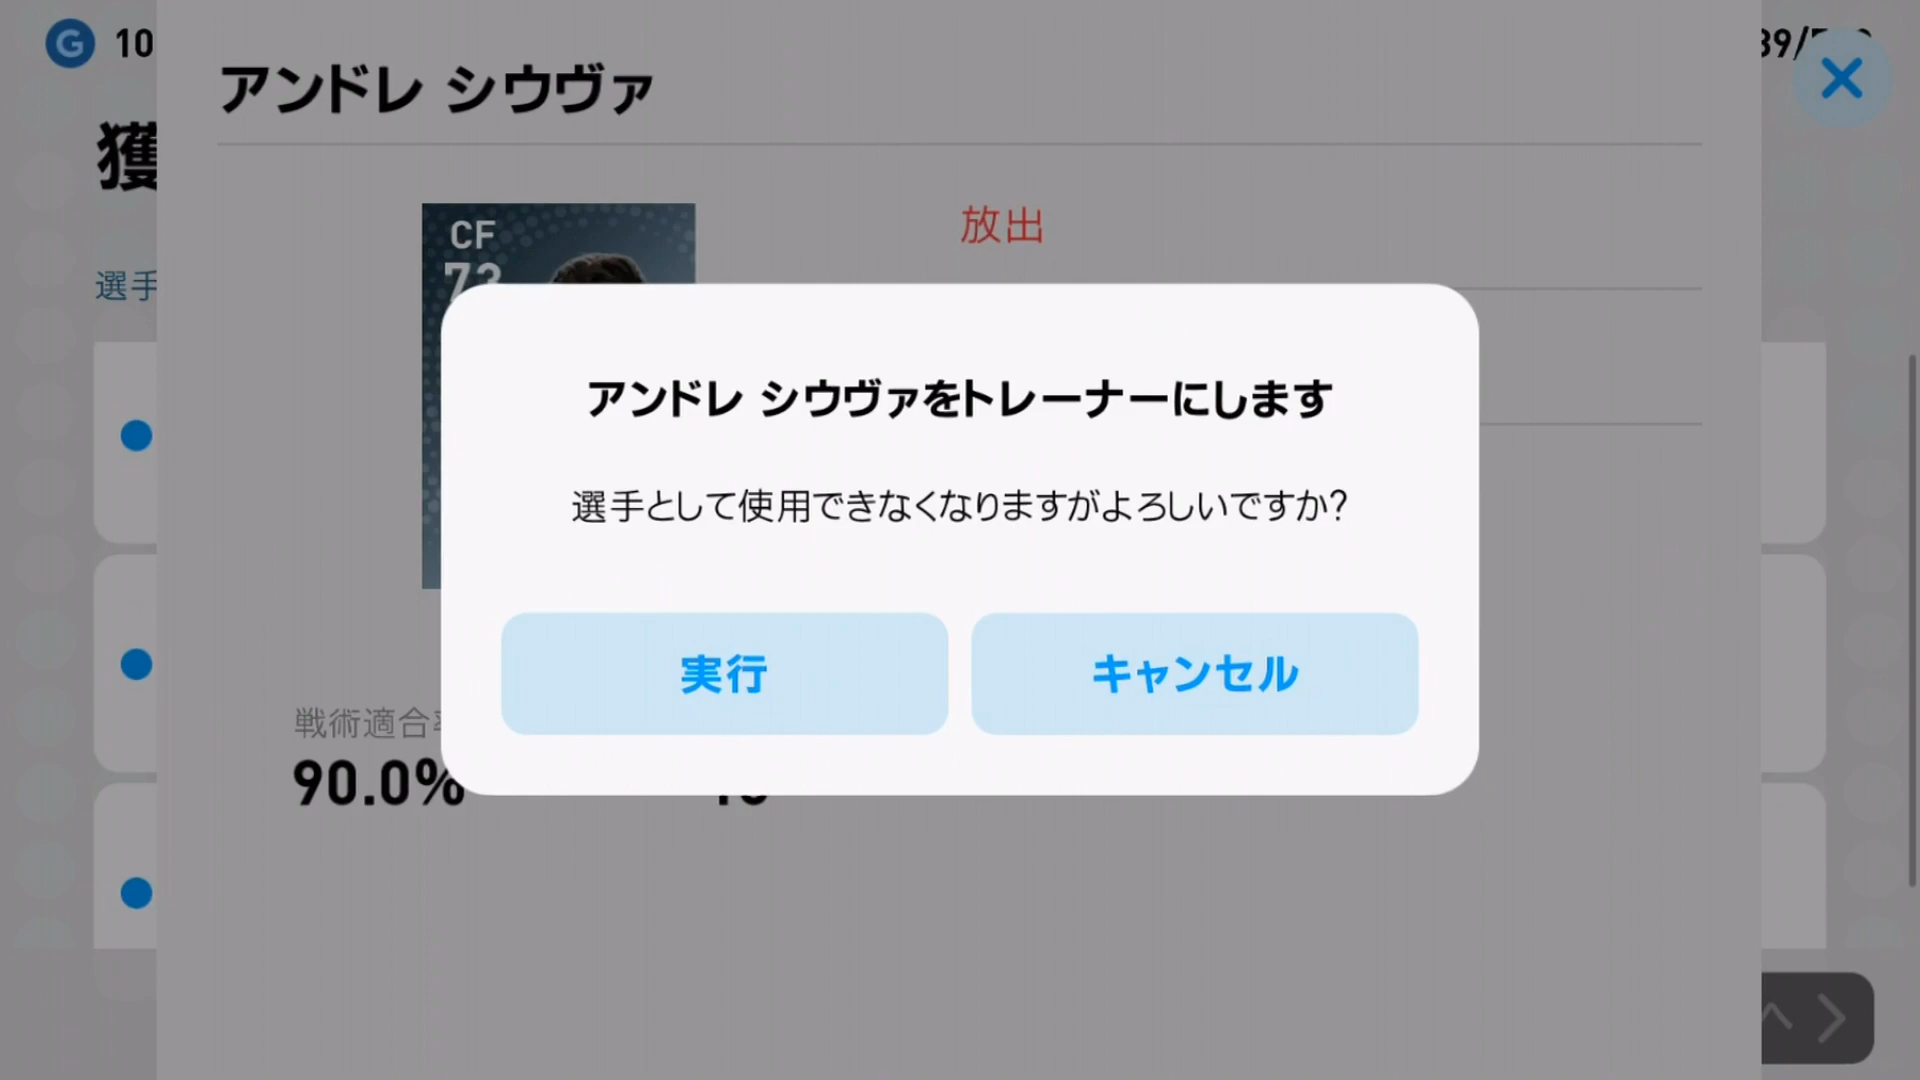 G 10
アンドレ シウヴァ
獲
CF
73
放出
選手
アンドレ シウヴァをトレーナーにします
選手として使用できなくなりますがよろしいですか?
実行
キャンセル
戦術適合
90.0%
へ